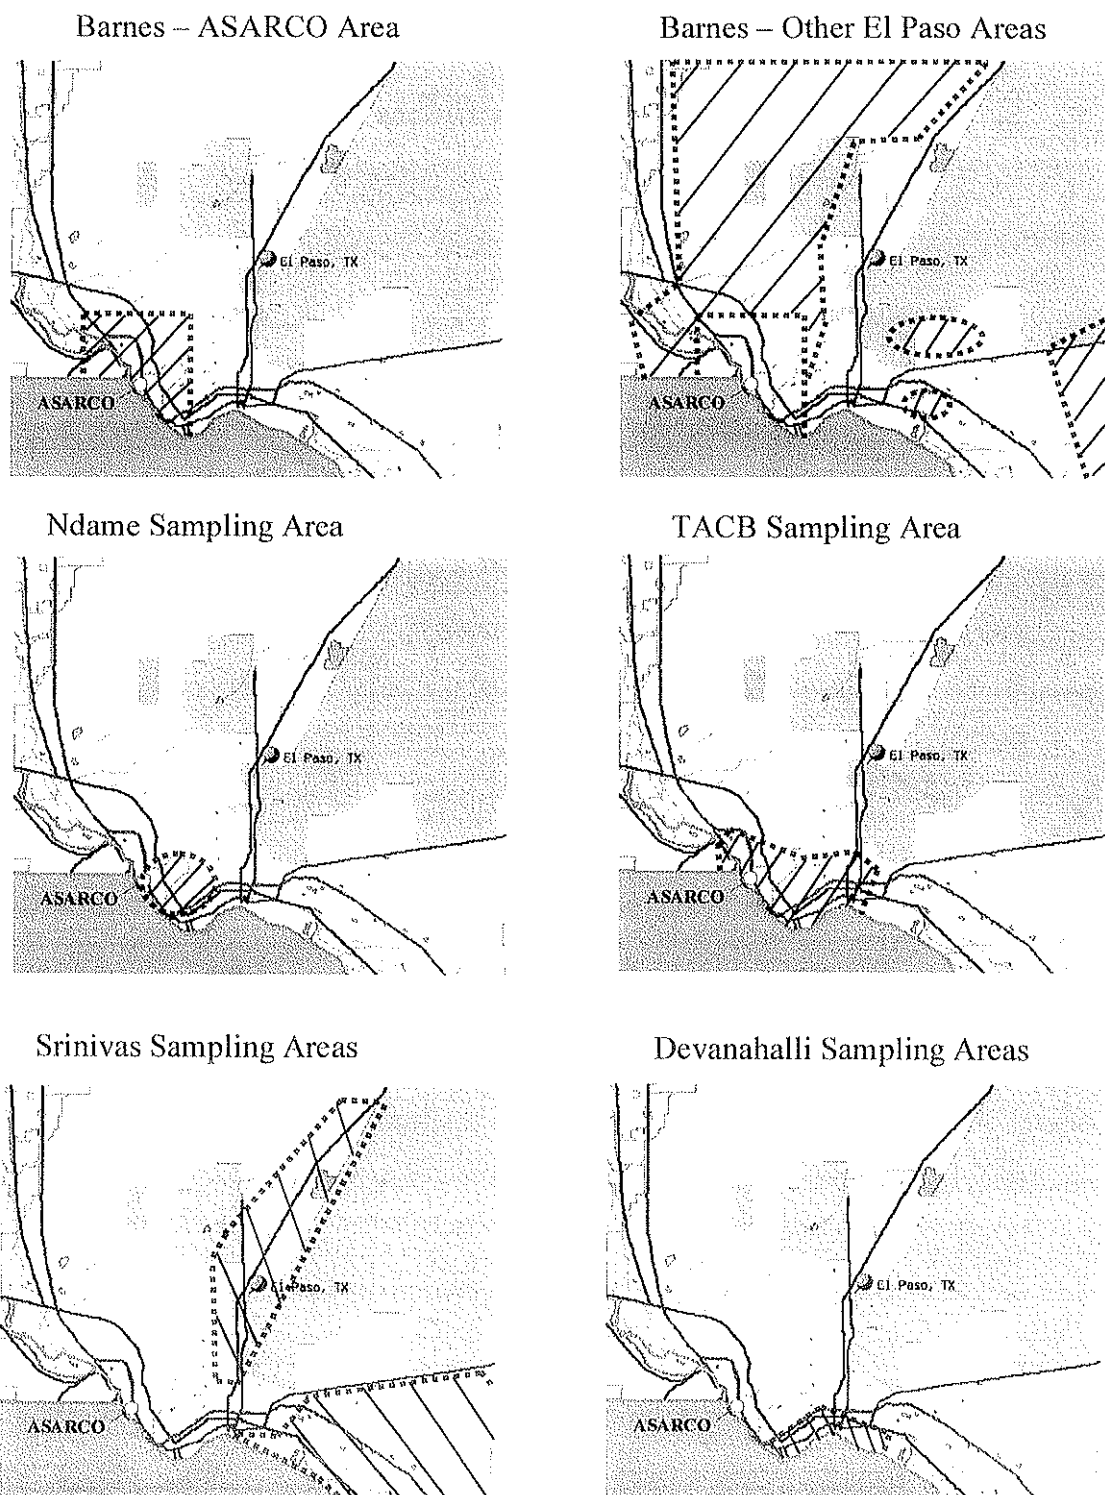 Barnes – ASARCO Area
Barnes – Other El Paso Areas
El Paso, TX
ASARCO
El Paso, TX
ASARCO
Ndame Sampling Area
TACB Sampling Area
El Paso, TX
ASARCO
El Paso, TX
ASARCO
Srinivas Sampling Areas
Devanahalli Sampling Areas
El Paso, TX
ASARCO
El Paso, TX
ASARCO